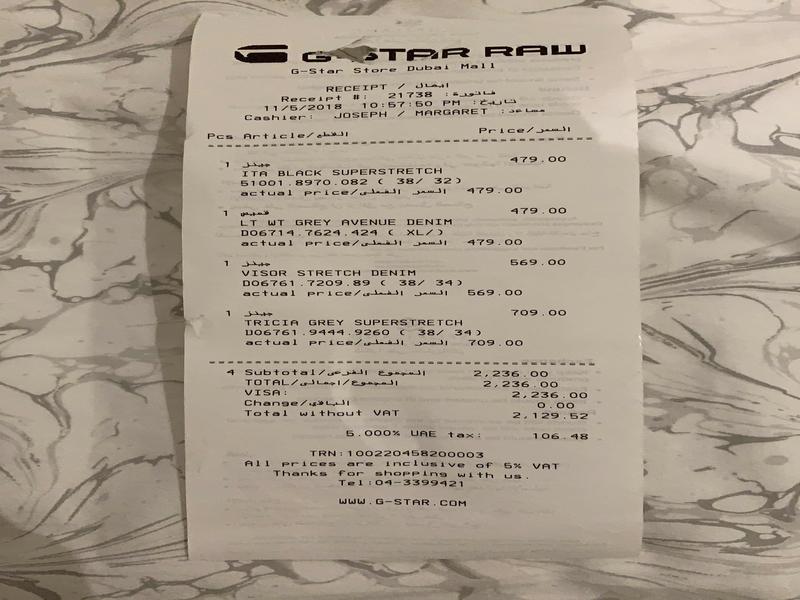 G-STAR RAW
G-Star Store Dubai Mall
RECEIPT / ايصال
Receipt #: 21738 فاتورة:
11/5/2018 10:57:50 PM تاريخ:
Cashier: JOSEPH / MARGARET مساعد:
Pcs Article/القطع Price/السعر
1 جينز 479.00
ITA BLACK SUPERSTRETCH
51001.8970.082 ( 38/ 32)
actual price/السعر الفعلى 479.00
1 قميص 479.00
LT WT GREY AVENUE DENIM
D06714.7624.424 ( XL/)
actual price/السعر الفعلى 479.00
1 جينز 569.00
VISOR STRETCH DENIM
D06761.7209.89 ( 38/ 34)
actual price/السعر الفعلى 569.00
1 جينز 709.00
TRICIA GREY SUPERSTRETCH
D06761.9444.9260 ( 38/ 34)
actual price/السعر الفعلى 709.00
4 Subtotal/المجموع الفرعى 2,236.00
TOTAL/المجموع/اجمالى 2,236.00
VISA: 2,236.00
Change/الباقى 0.00
Total without VAT 2,129.52
5.000% UAE tax: 106.48
TRN:100220458200003
All prices are inclusive of 5% VAT
Thanks for shopping with us.
Tel:04-3399421
WWW.G-STAR.COM